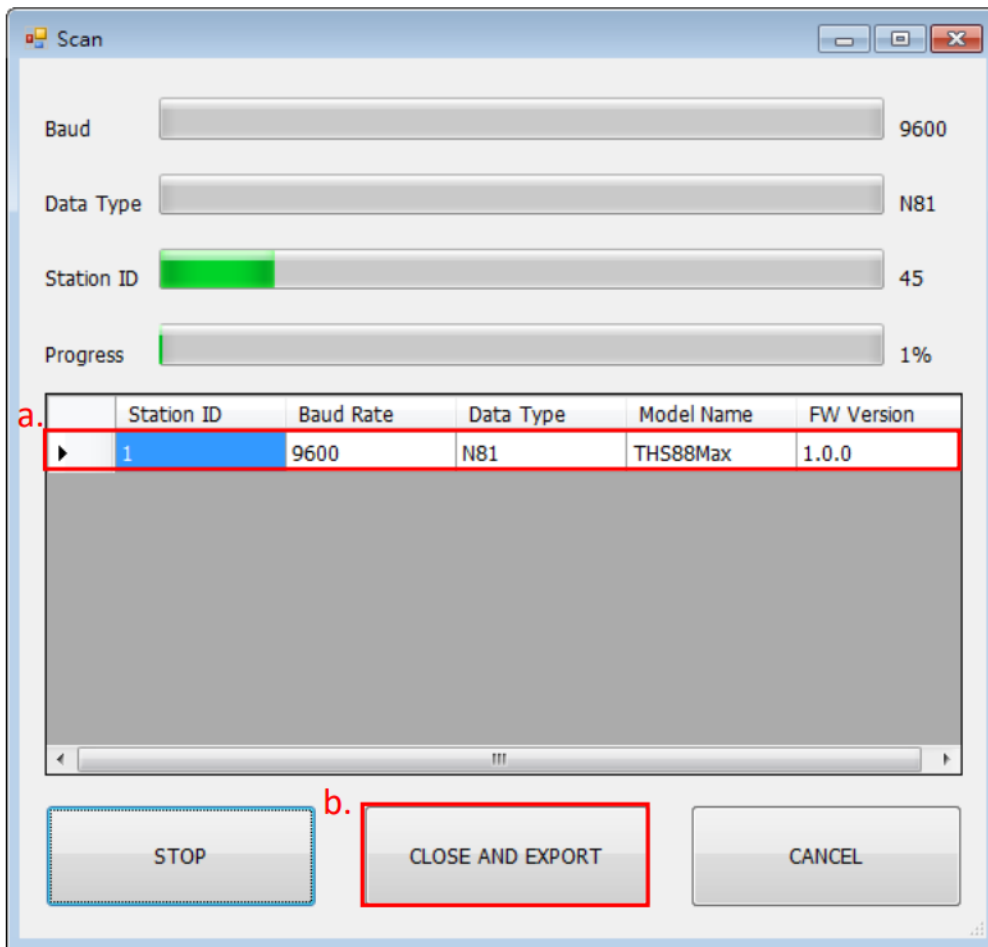 Scan
Baud 9600
Data Type N81
Station ID 45
Progress 1%
a.
Station ID Baud Rate Data Type Model Name FW Version
1 9600 N81 THS88Max 1.0.0
b.
STOP CLOSE AND EXPORT CANCEL